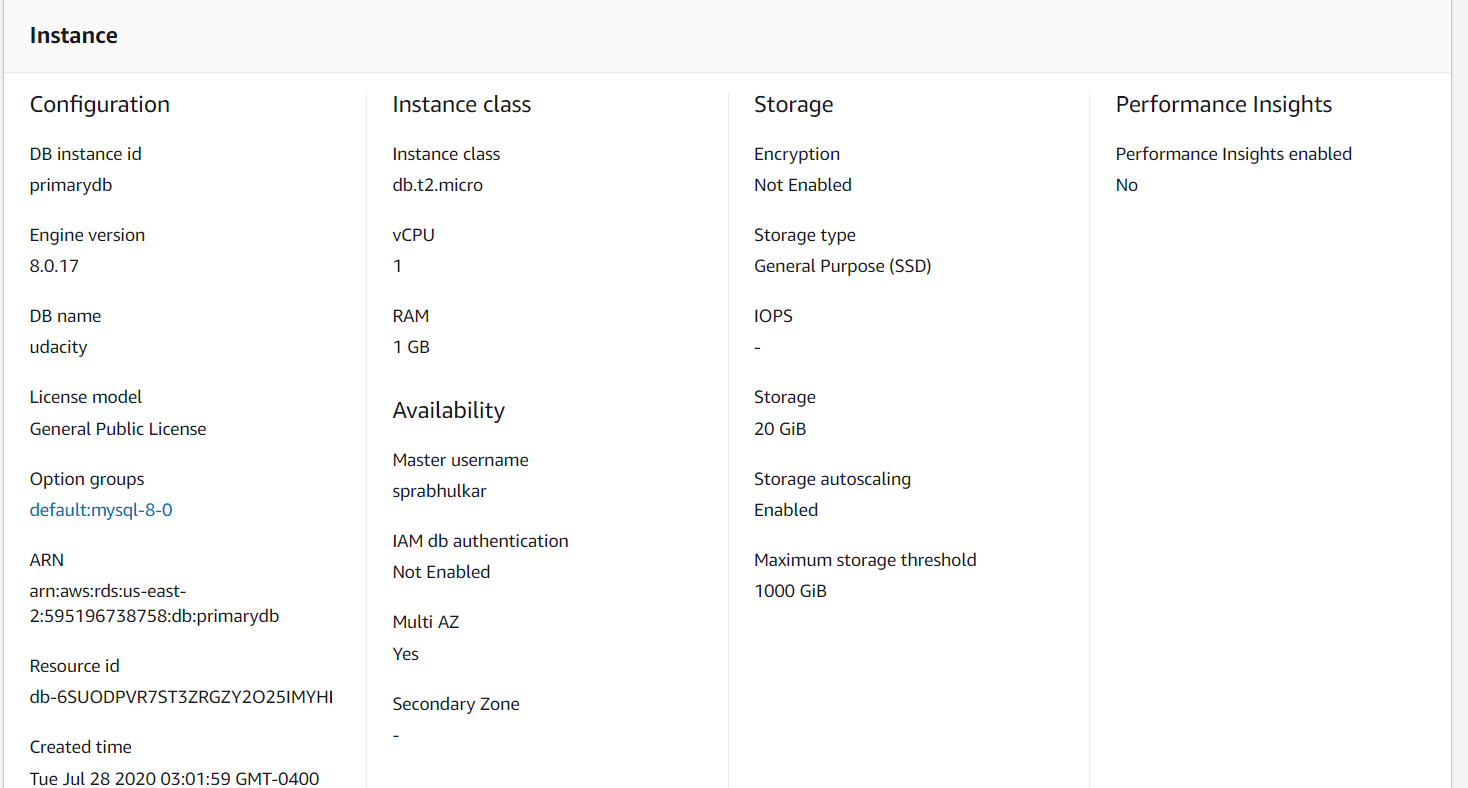 Instance
Configuration
DB instance id
primarydb
Engine version
8.0.17
DB name
udacity
License model
General Public License
Option groups
default:mysql-8-0
ARN
arn:aws:rds:us-east-
2:595196738758:db:primarydb
Resource id
db-6SUODPVR7ST3ZRGZY2O25IMYHI
Created time
Tue Jul 28 2020 03:01:59 GMT-0400
Instance class
Instance class
db.t2.micro
vCPU
1
RAM
1 GB
Availability
Master username
sprabhulkar
IAM db authentication
Not Enabled
Multi AZ
Yes
Secondary Zone
-
Storage
Encryption
Not Enabled
Storage type
General Purpose (SSD)
IOPS
-
Storage
20 GiB
Storage autoscaling
Enabled
Maximum storage threshold
1000 GiB
Performance Insights
Performance Insights enabled
No